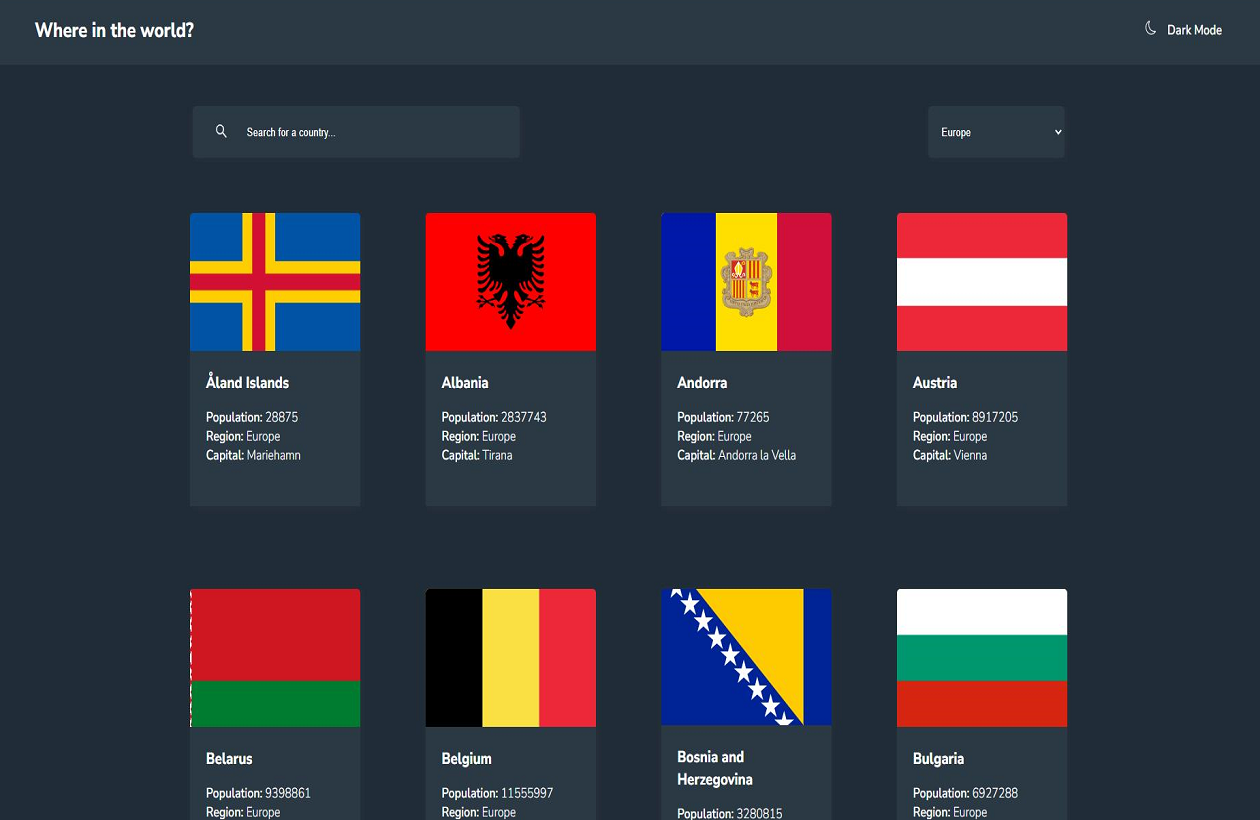 Where in the world?
Dark Mode
Search for a country...
Europe
Åland Islands
Population: 28875
Region: Europe
Capital: Mariehamn
Albania
Population: 2837743
Region: Europe
Capital: Tirana
Andorra
Population: 77265
Region: Europe
Capital: Andorra la Vella
Austria
Population: 8917205
Region: Europe
Capital: Vienna
Belarus
Population: 9398861
Region: Europe
Belgium
Population: 11555997
Region: Europe
Bosnia and
Herzegovina
Population: 3280815
Bulgaria
Population: 6927288
Region: Europe